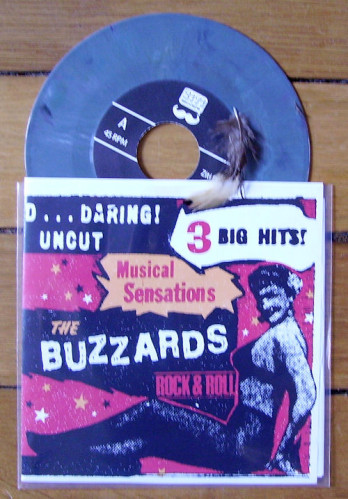 A
45 RPM
D...DARING!
UNCUT
3 BIG HITS!
Musical
Sensations
THE
BUZZARDS
ROCK & ROLL